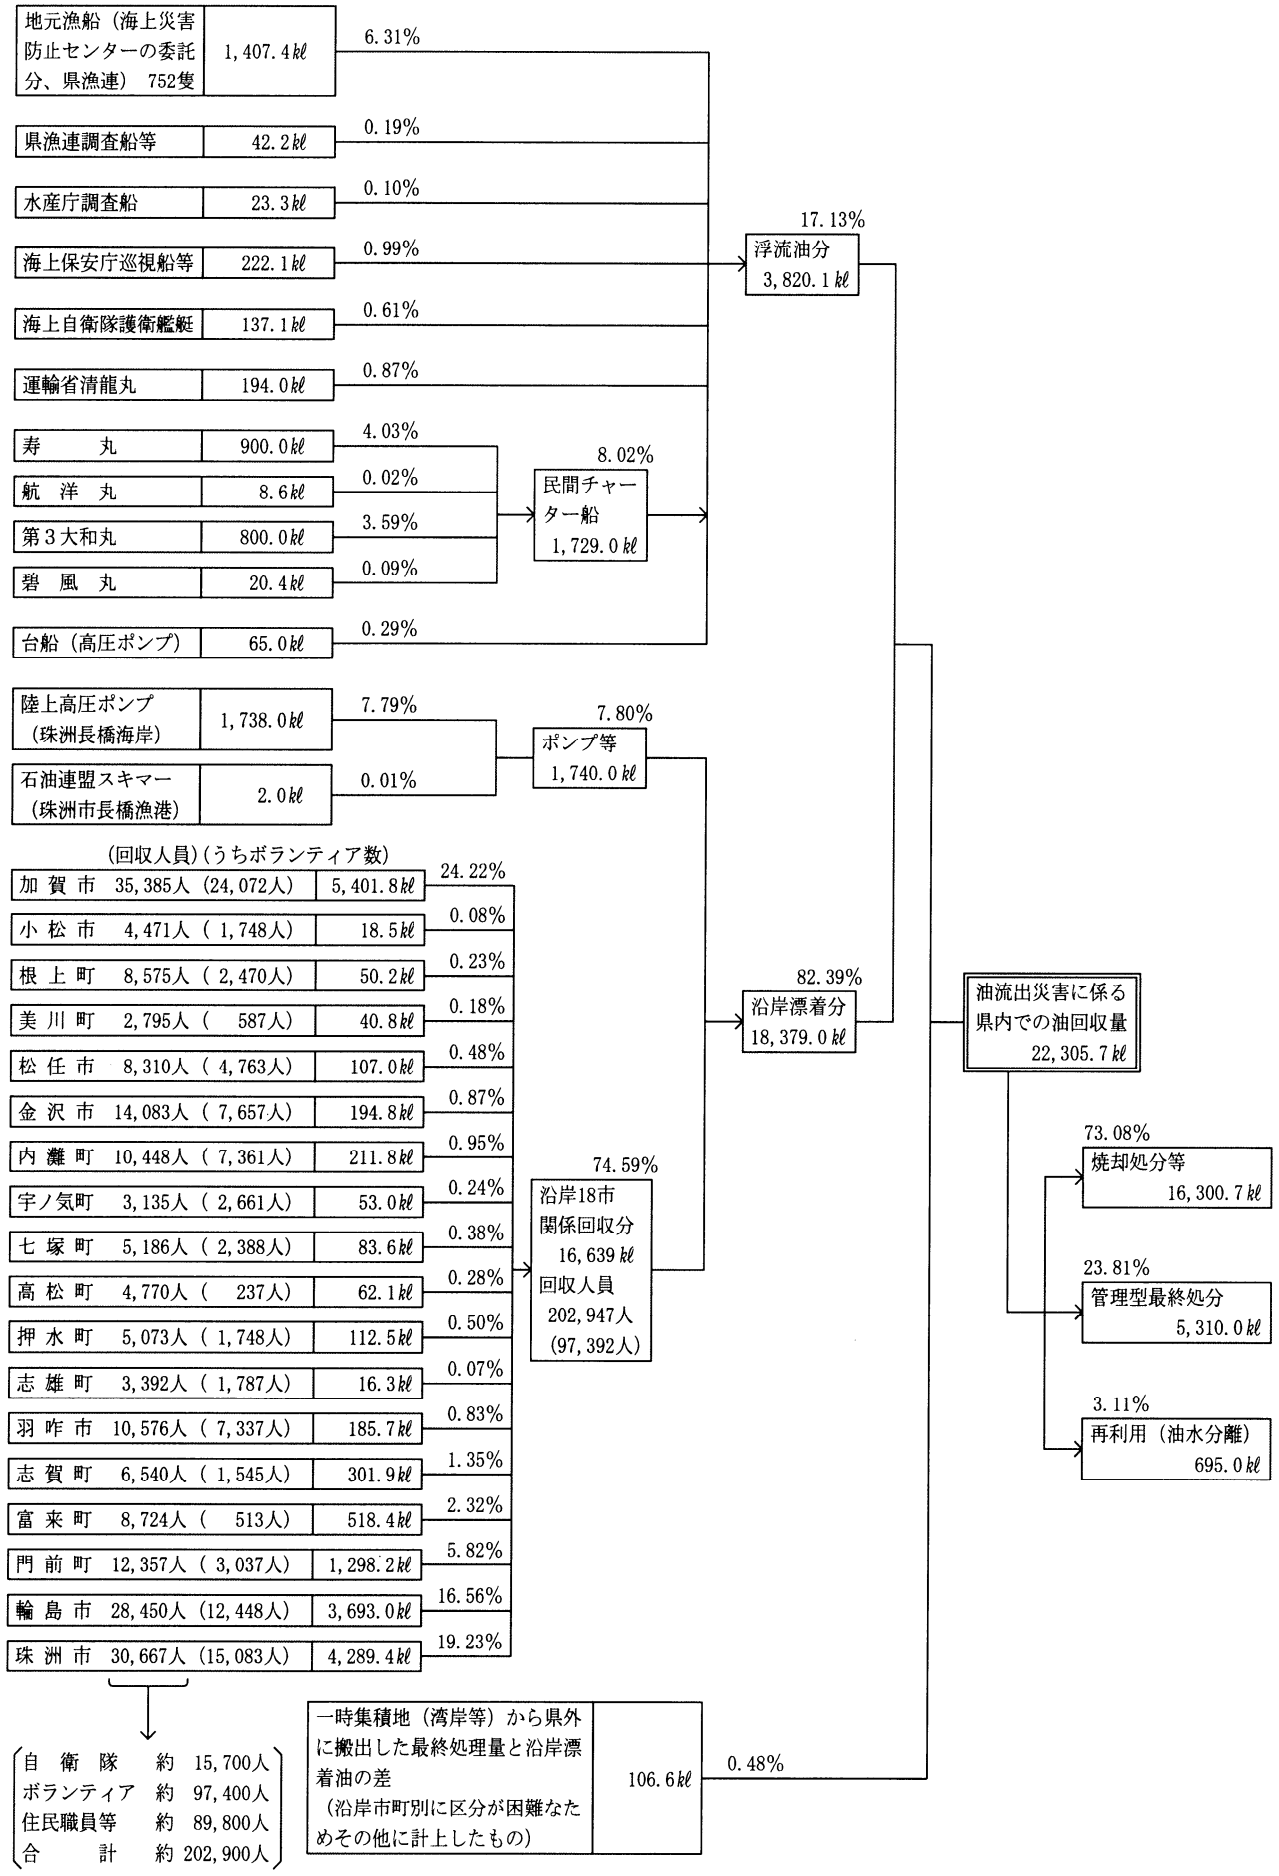 地元漁船（海上災害
防止センターの委託
分、県漁連） 752隻
1,407.4㎘
6.31%
県漁連調査船等 42.2㎘
0.19%
水産庁調査船 23.3㎘
0.10%
海上保安庁巡視船等 222.1㎘
0.99%
海上自衛隊護衛艦艇 137.1㎘
0.61%
運輸省清龍丸 194.0㎘
0.87%
寿丸 900.0㎘
4.03%
航洋丸 8.6㎘
0.02%
第３大和丸 800.0㎘
3.59%
碧風丸 20.4㎘
0.09%
8.02%
民間チャー
ター船
1,729.0㎘
台船（高圧ポンプ） 65.0㎘
0.29%
17.13%
浮流油分
3,820.1㎘
陸上高圧ポンプ
（珠洲長橋海岸）
1,738.0㎘
7.79%
石油連盟スキマー
（珠洲市長橋漁港）
2.0㎘
0.01%
7.80%
ポンプ等
1,740.0㎘
(回収人員)(うちボランティア数)
加賀市 35,385人 (24,072人) 5,401.8㎘
24.22%
小松市 4,471人 ( 1,748人) 18.5㎘
0.08%
根上町 8,575人 ( 2,470人) 50.2㎘
0.23%
美川町 2,795人 ( 587人) 40.8㎘
0.18%
松任市 8,310人 ( 4,763人) 107.0㎘
0.48%
金沢市 14,083人 ( 7,657人) 194.8㎘
0.87%
内灘町 10,448人 ( 7,361人) 211.8㎘
0.95%
宇ノ気町 3,135人 ( 2,661人) 53.0㎘
0.24%
七塚町 5,186人 ( 2,388人) 83.6㎘
0.38%
高松町 4,770人 ( 237人) 62.1㎘
0.28%
押水町 5,073人 ( 1,748人) 112.5㎘
0.50%
志雄町 3,392人 ( 1,787人) 16.3㎘
0.07%
羽咋市 10,576人 ( 7,337人) 185.7㎘
0.83%
志賀町 6,540人 ( 1,545人) 301.9㎘
1.35%
富来町 8,724人 ( 513人) 518.4㎘
2.32%
門前町 12,357人 ( 3,037人) 1,298.2㎘
5.82%
輪島市 28,450人 (12,448人) 3,693.0㎘
16.56%
珠洲市 30,667人 (15,083人) 4,289.4㎘
19.23%
74.59%
沿岸18市
関係回収分
16,639㎘
回収人員
202,947人
(97,392人)
82.39%
沿岸漂着分
18,379.0㎘
油流出災害に係る
県内での油回収量
22,305.7㎘
73.08%
焼却処分等
16,300.7㎘
23.81%
管理型最終処分
5,310.0㎘
3.11%
再利用（油水分離）
695.0㎘
自衛隊 約 15,700人
ボランティア 約 97,400人
住民職員等 約 89,800人
合計 約 202,900人
一時集積地（湾岸等）から県外
に搬出した最終処理量と沿岸漂
着油の差
（沿岸市町別に区分が困難なた
めその他に計上したもの）
106.6㎘
0.48%